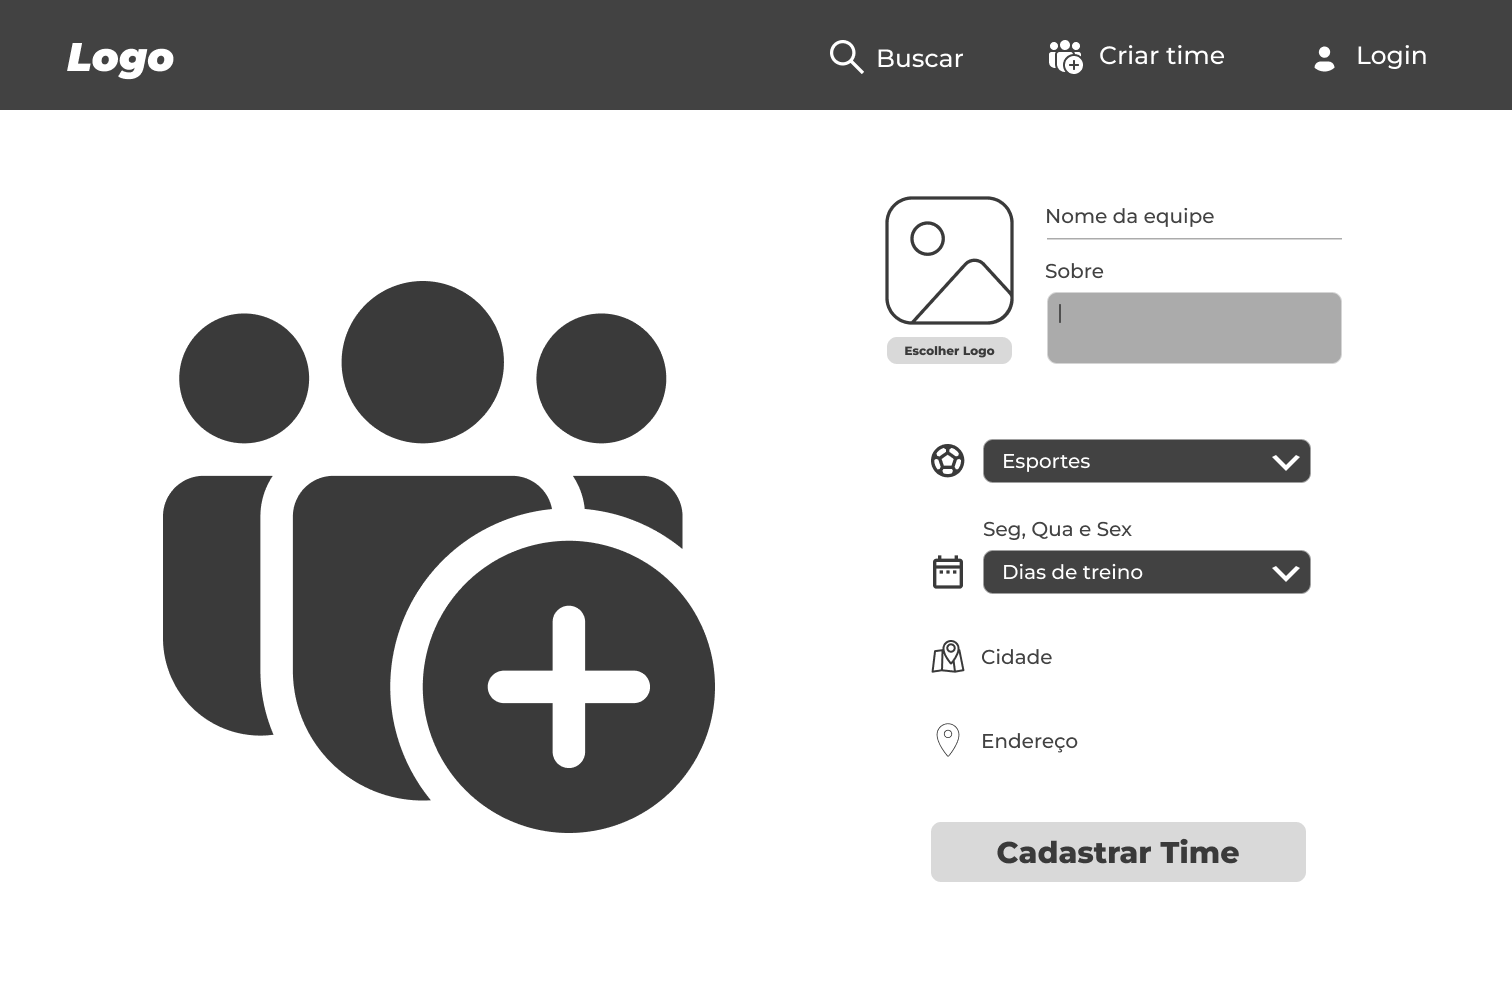 Logo
Buscar
Criar time
Login
Nome da equipe
Sobre
Escolher Logo
Esportes
Seg, Qua e Sex
Dias de treino
Cidade
Endereço
Cadastrar Time